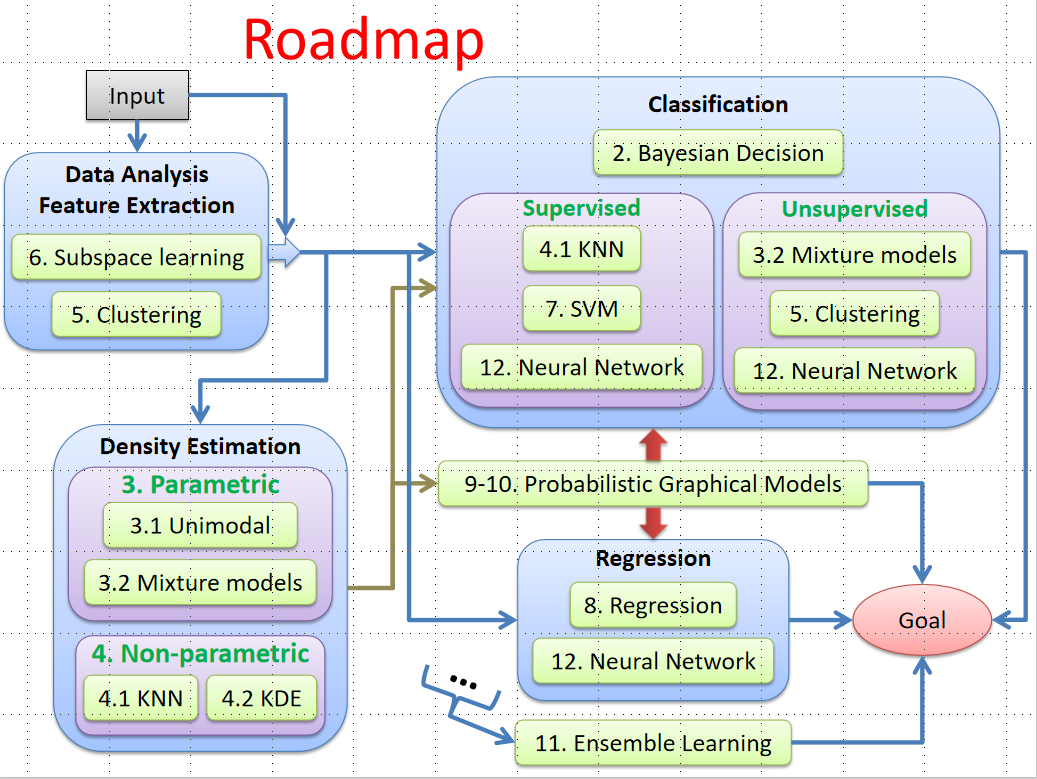 Roadmap
Input
Data Analysis
Feature Extraction
6. Subspace learning
5. Clustering
Classification
2. Bayesian Decision
Supervised
4.1 KNN
7. SVM
12. Neural Network
Unsupervised
3.2 Mixture models
5. Clustering
12. Neural Network
Density Estimation
3. Parametric
3.1 Unimodal
3.2 Mixture models
4. Non-parametric
4.1 KNN
4.2 KDE
9-10. Probabilistic Graphical Models
Regression
8. Regression
12. Neural Network
Goal
...
11. Ensemble Learning